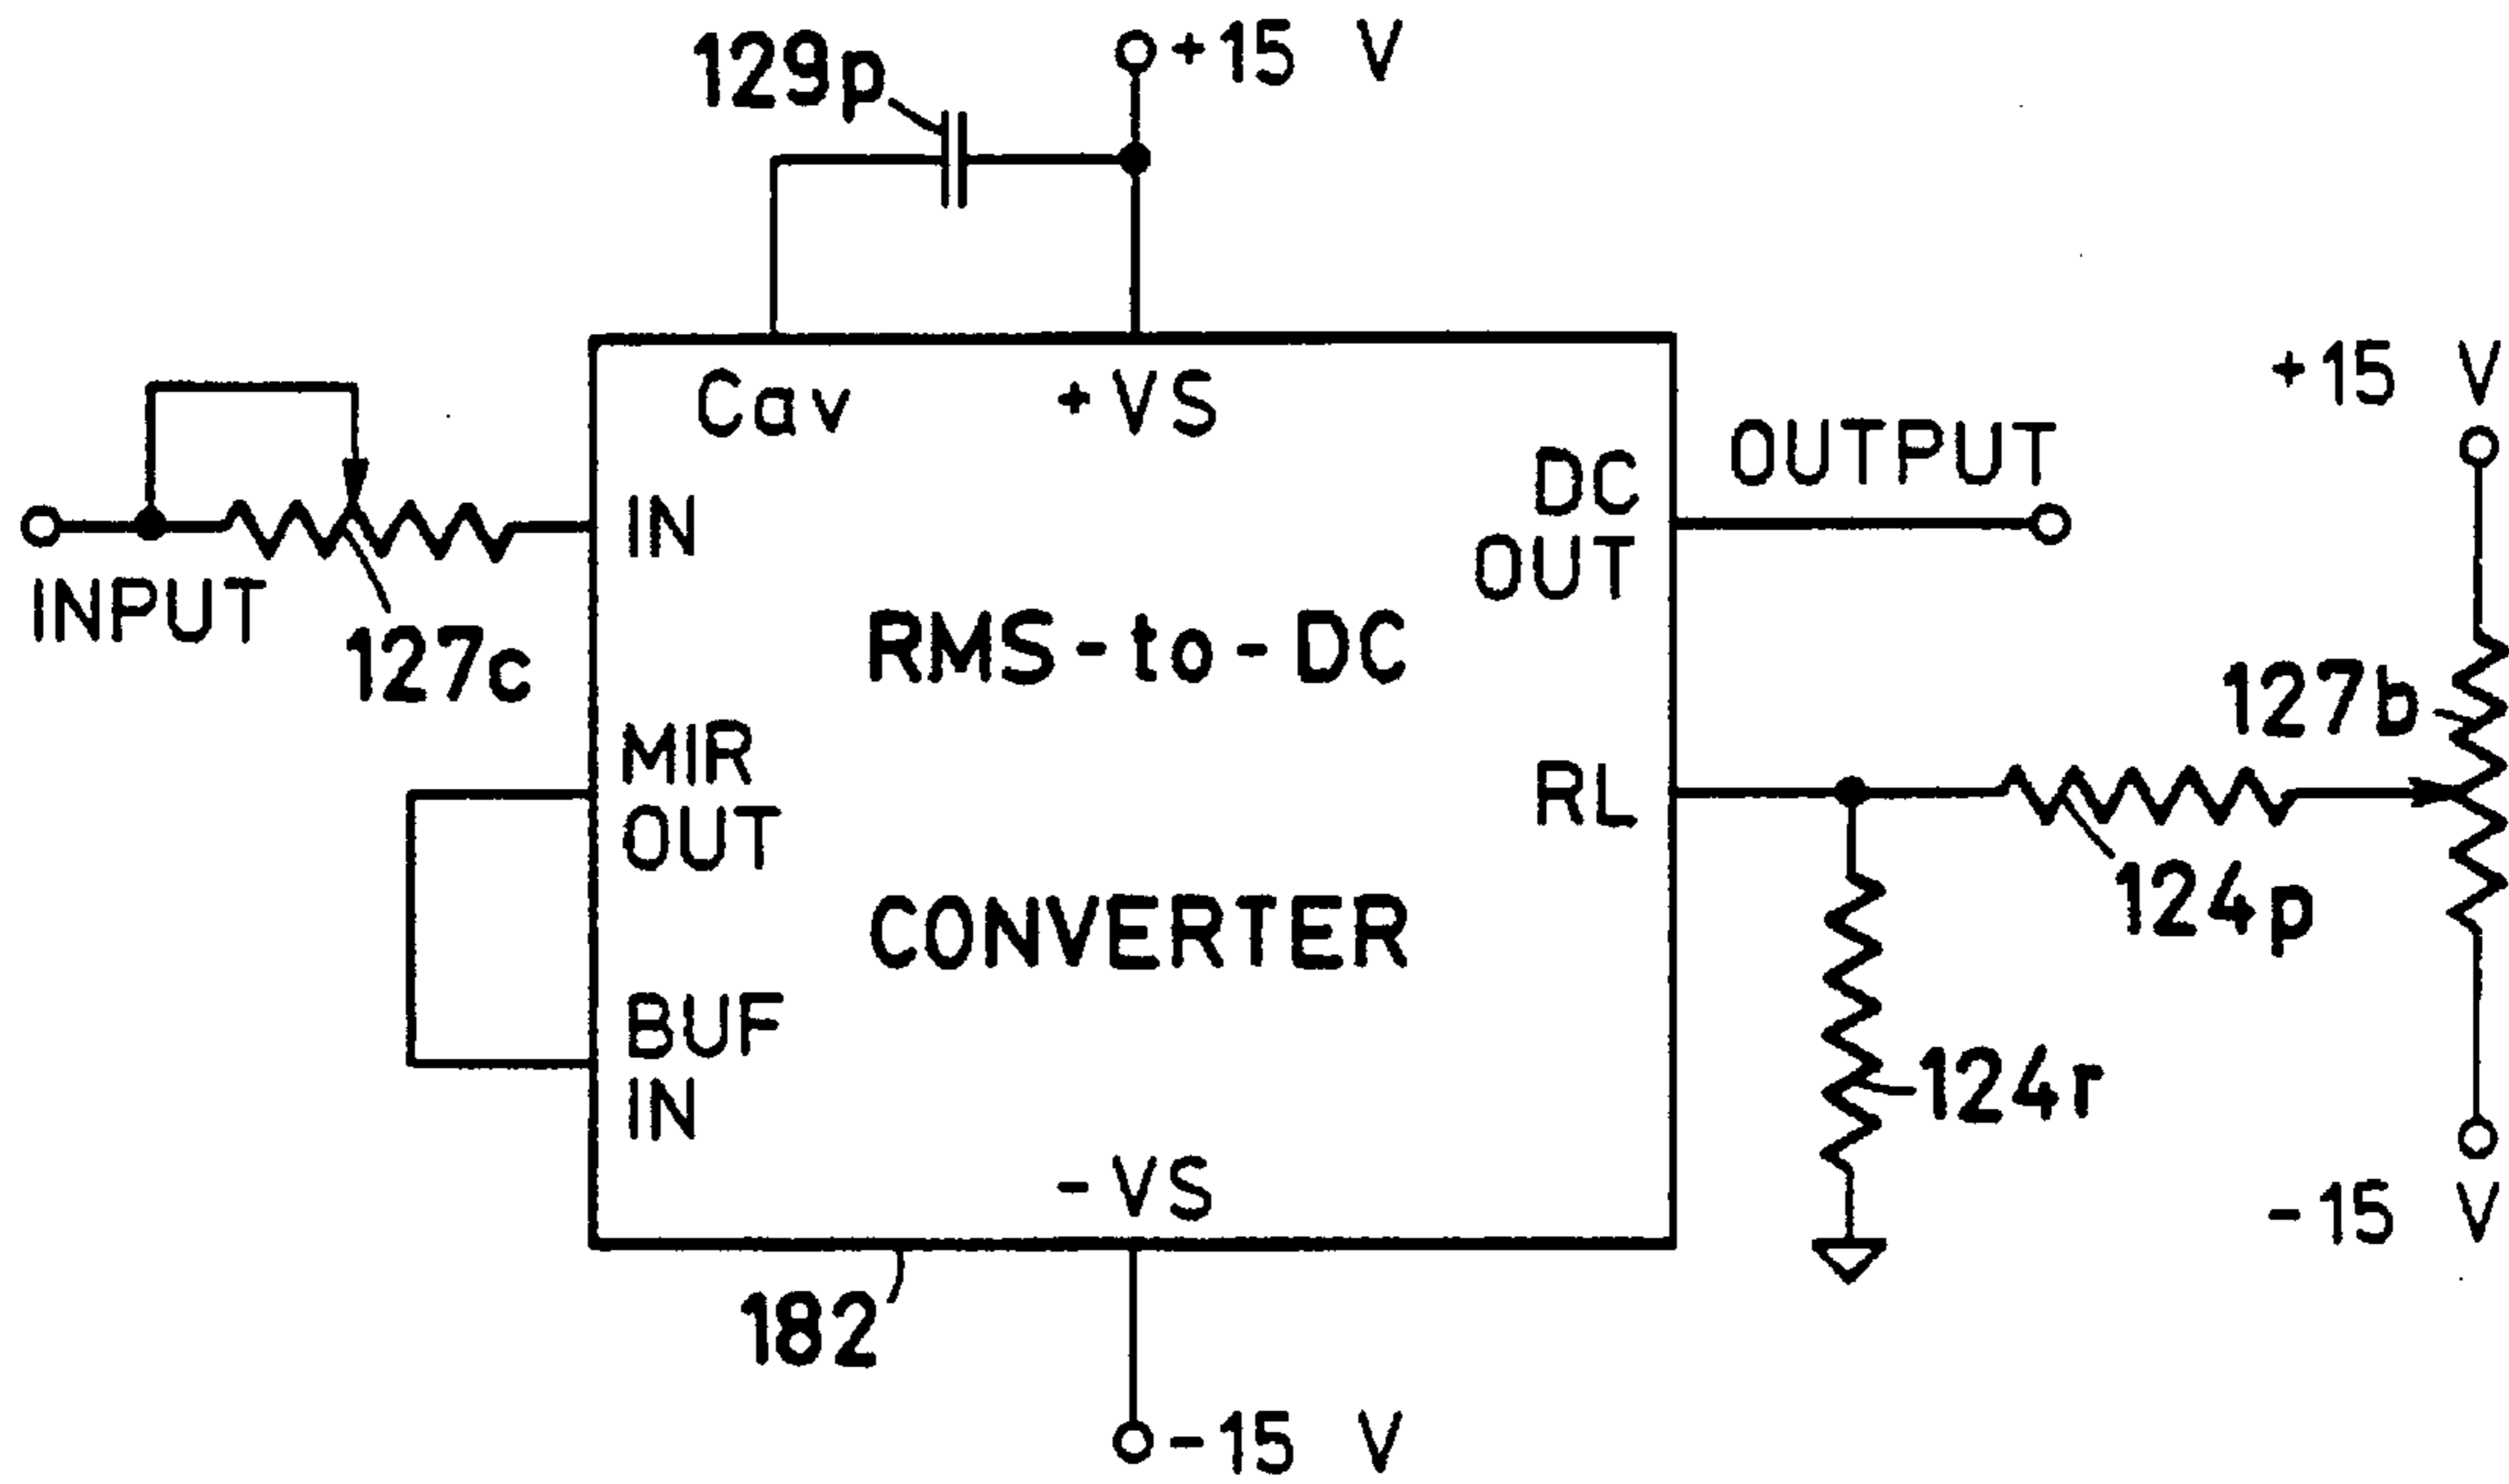 129p
+15 V
Cav
+VS
+15 V
DC
OUT
OUTPUT
IN
INPUT
127c
RMS-to-DC
127b
MIR
OUT
RL
124p
CONVERTER
BUF
IN
124r
-VS
-15 V
182
-15 V